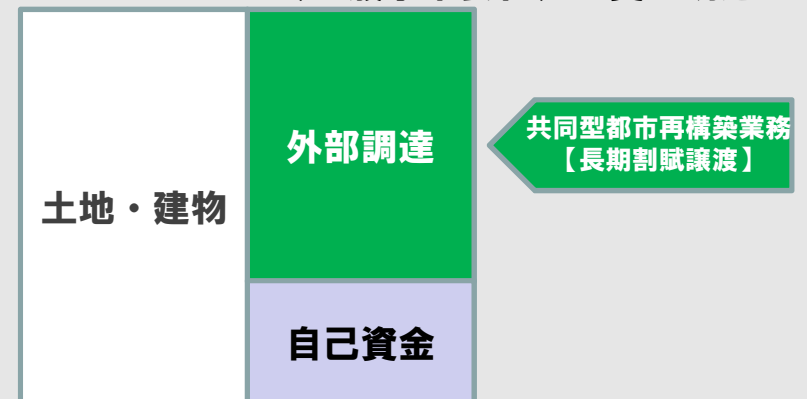 土地・建物
外部調達
自己資金
共同型都市再構築業務
【長期割賦譲渡】